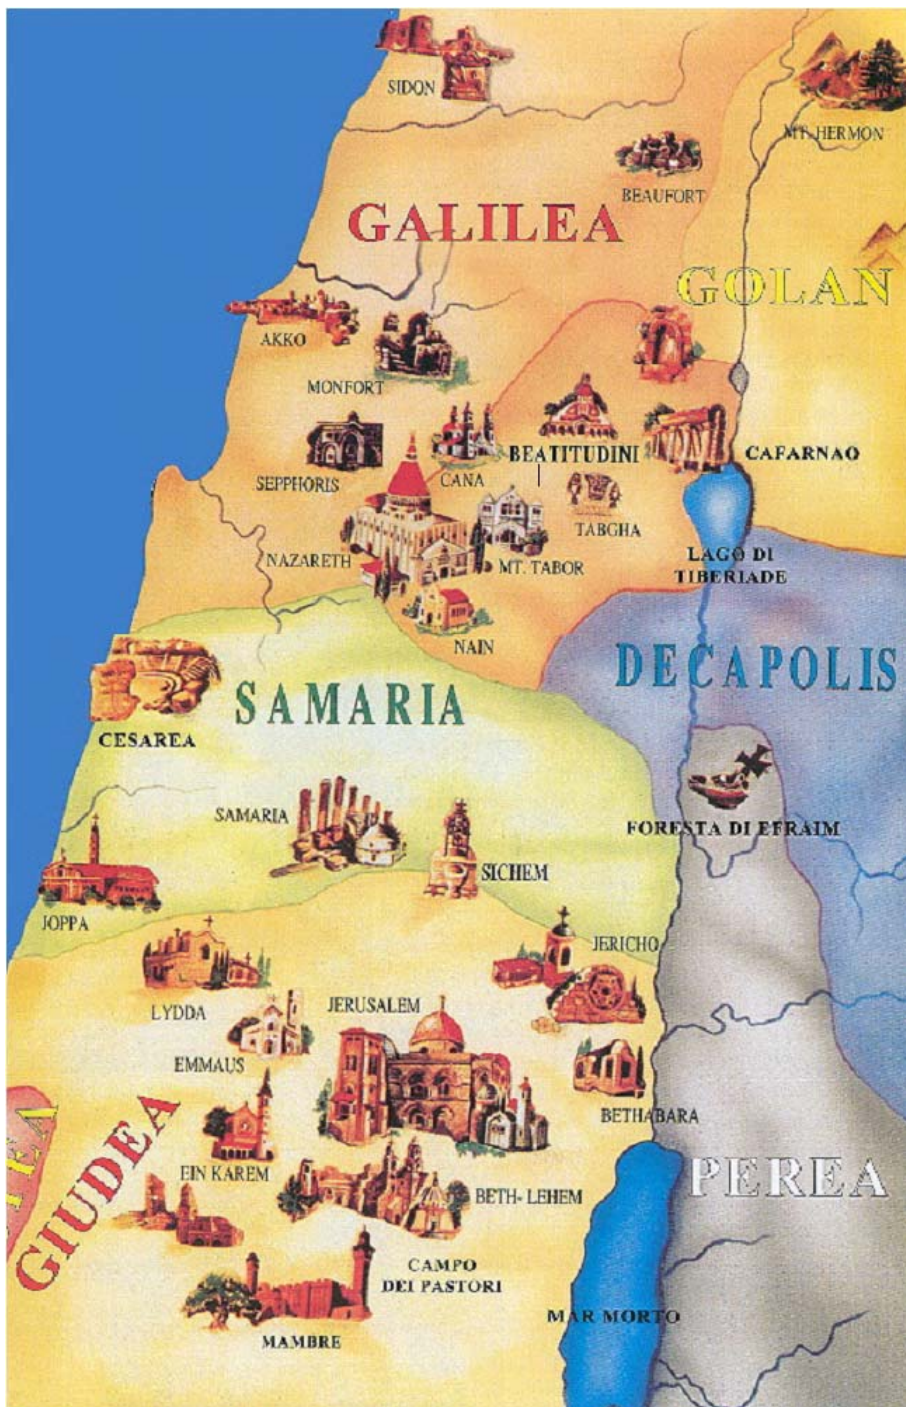 SIDON
MT. HERMON
BEAUFORT
GALILEA
GOLAN
AKKO
MONFORT
BEATITUDINI
CAFARNAO
SEPPHORIS
CANA
TABGHA
NAZARETH
MT. TABOR
LAGO DI
TIBERIADE
NAIN
DECAPOLIS
SAMARIA
CESAREA
SAMARIA
FORESTA DI EFRAIM
SICHEM
JOPPA
JERICHO
LYDDA
JERUSALEM
EMMAUS
BETHABARA
GIUDEA
EIN KAREM
PEREA
BETH-LEHEM
CAMPO
DEI PASTORI
MAR MORTO
MAMBRE